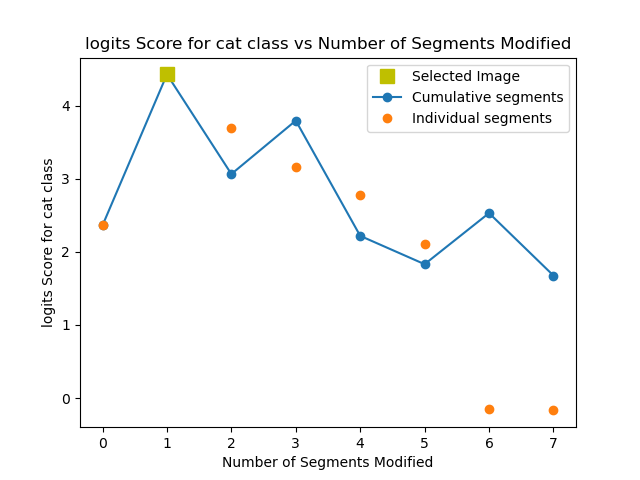 logits Score for cat class vs Number of Segments Modified
Selected Image
Cumulative segments
Individual segments
logits Score for cat class
4
3
2
1
0
0 1 2 3 4 5 6 7
Number of Segments Modified